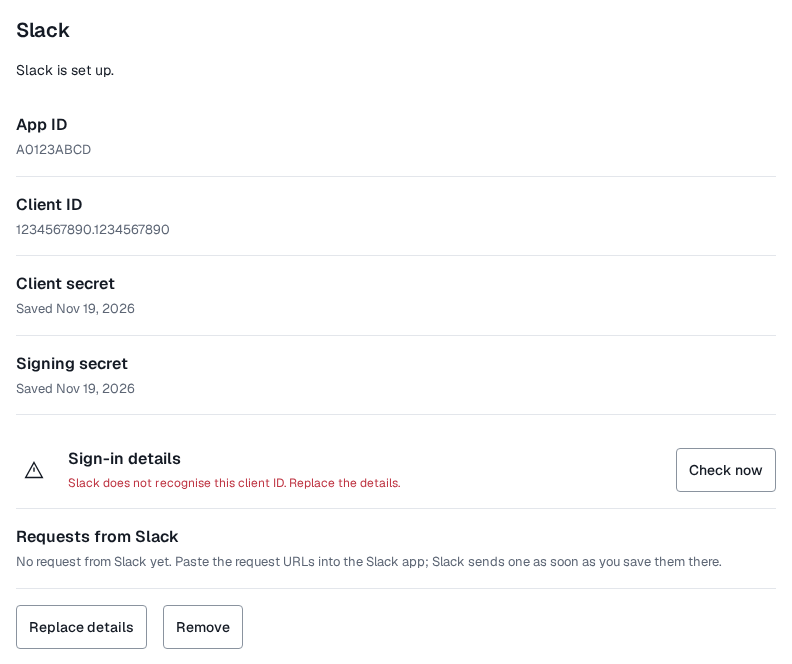 Slack
Slack is set up.
App ID
A0123ABCD
Client ID
1234567890.1234567890
Client secret
Saved Nov 19, 2026
Signing secret
Saved Nov 19, 2026
Sign-in details
Slack does not recognise this client ID. Replace the details.
Check now
Requests from Slack
No request from Slack yet. Paste the request URLs into the Slack app; Slack sends one as soon as you save them there.
Replace details
Remove